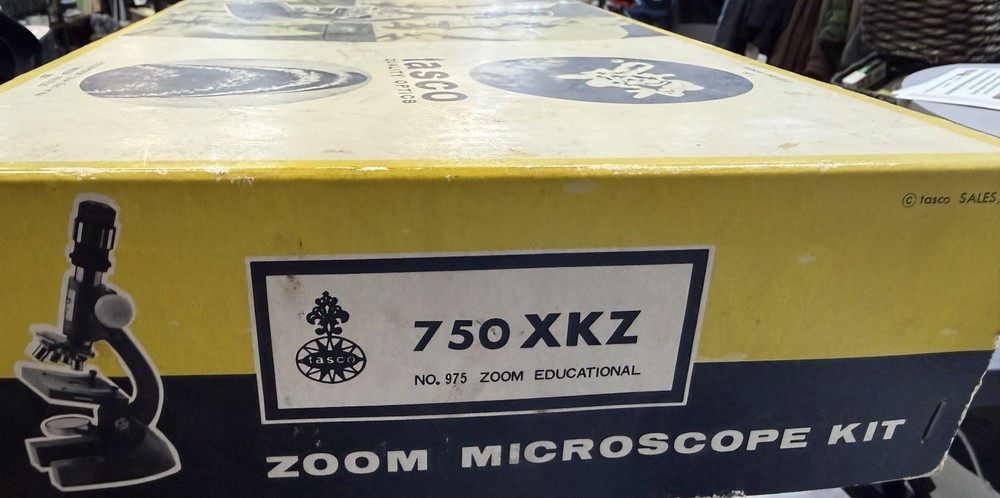 tasco
QUALITY OPTICS
© tasco SALES,
tasco
750 XKZ
NO. 975 ZOOM EDUCATIONAL
ZOOM MICROSCOPE KIT